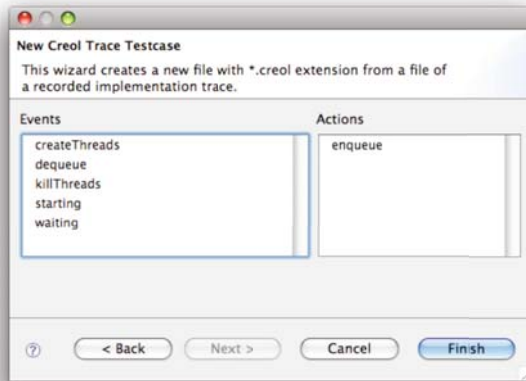 New Creol Trace Testcase
This wizard creates a new file with *.creol extension from a file of
a recorded implementation trace.
Events
Actions
createThreads
enqueue
dequeue
killThreads
starting
waiting
?
< Back
Next >
Cancel
Finish